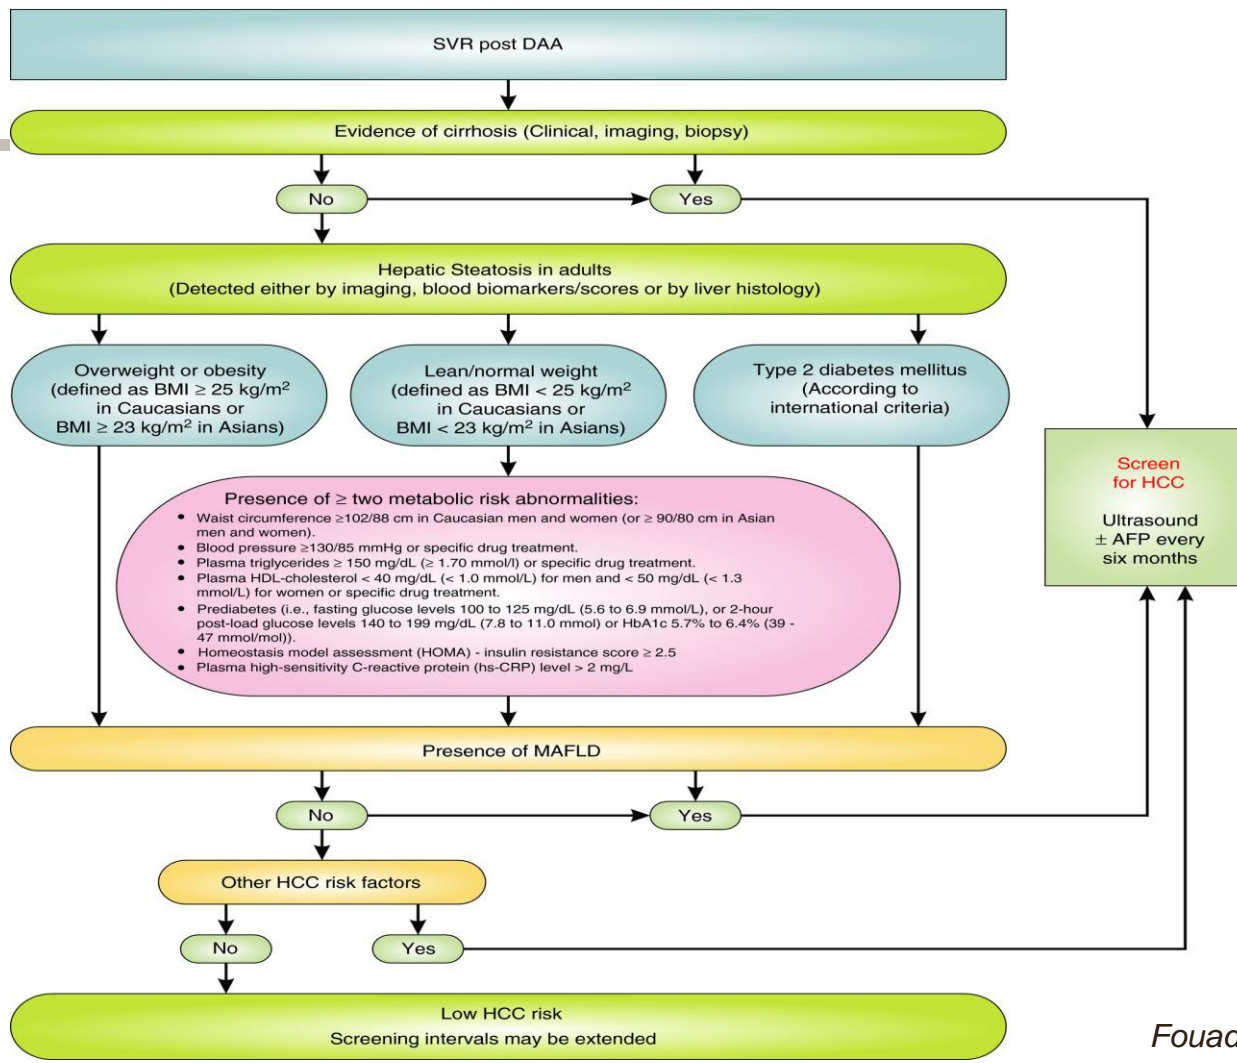 SVR post DAA
Evidence of cirrhosis (Clinical, imaging, biopsy)
No
Yes
Hepatic Steatosis in adults
(Detected either by imaging, blood biomarkers/scores or by liver histology)
Overweight or obesity
(defined as BMI ≥ 25 kg/m²
in Caucasians or
BMI ≥ 23 kg/m² in Asians)
Lean/normal weight
(defined as BMI < 25 kg/m²
in Caucasians or
BMI < 23 kg/m² in Asians)
Type 2 diabetes mellitus
(According to
international criteria)
Presence of ≥ two metabolic risk abnormalities:
• Waist circumference ≥102/88 cm in Caucasian men and women (or ≥ 90/80 cm in Asian
men and women).
• Blood pressure ≥130/85 mmHg or specific drug treatment.
• Plasma triglycerides ≥ 150 mg/dL (≥ 1.70 mmol/l) or specific drug treatment.
• Plasma HDL-cholesterol < 40 mg/dL (< 1.0 mmol/L) for men and < 50 mg/dL (< 1.3
mmol/L) for women or specific drug treatment.
• Prediabetes (i.e., fasting glucose levels 100 to 125 mg/dL (5.6 to 6.9 mmol/L), or 2-hour
post-load glucose levels 140 to 199 mg/dL (7.8 to 11.0 mmol) or HbA1c 5.7% to 6.4% (39 -
47 mmol/mol)).
• Homeostasis model assessment (HOMA) - insulin resistance score ≥ 2.5
• Plasma high-sensitivity C-reactive protein (hs-CRP) level > 2 mg/L
Screen
for HCC
Ultrasound
± AFP every
six months
Presence of MAFLD
No
Yes
Other HCC risk factors
No
Yes
Low HCC risk
Screening intervals may be extended
Fouad